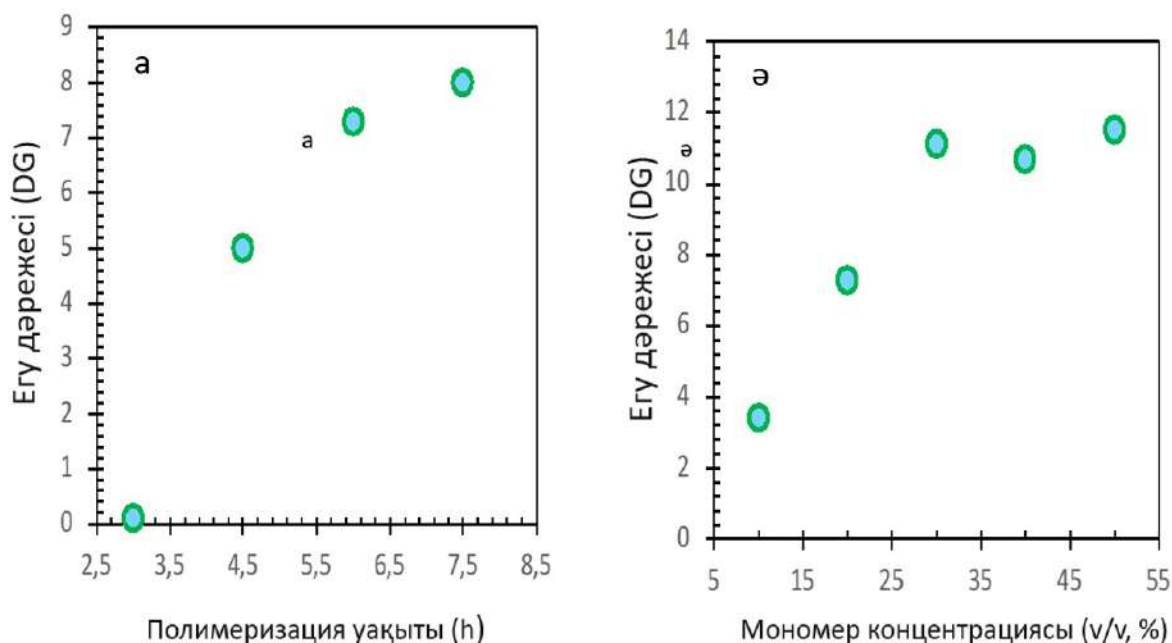 9
8
7
6
5
4
3
2
1
0
Егу дәрежесі (DG)
а
а
2,5 3,5 4,5 5,5 6,5 7,5 8,5
Полимеризация уақыты (h)
14
12
10
8
6
4
2
0
Егу дәрежесі (DG)
ә
ә
5 15 25 35 45 55
Мономер концентрациясы (v/v, %)